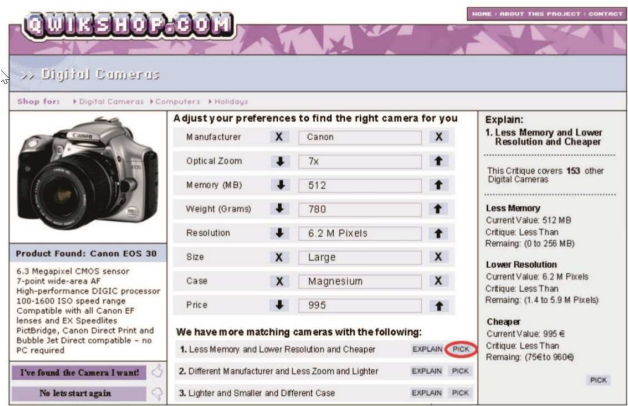 QWIKSHOP.COM
HOME : ABOUT THIS PROJECT : CONTACT
>> Digital Cameras
Shop for: Digital Cameras Computers Holidays
Adjust your preferences to find the right camera for you
Manufacturer X Canon X
Optical Zoom 7x
Memory (MB) 512
Weight (Grams) 780
Resolution 6.2 M Pixels
Size X Large X
Case X Magnesium X
Price 995
Canon
Product Found: Canon EOS 30
6.3 Megapixel CMOS sensor
7-point wide-area AF
High-performance DIGIC processor
100-1600 ISO speed range
Compatible with all Canon EF
lenses and EX Speedlites
PictBridge, Canon Direct Print and
Bubble Jet Direct compatible - no
PC required
I've found the Camera I want!
No lets start again
We have more matching cameras with the following:
1. Less Memory and Lower Resolution and Cheaper EXPLAIN PICK
2. Different Manufacturer and Less Zoom and Lighter EXPLAIN PICK
3. Lighter and Smaller and Different Case EXPLAIN PICK
Explain:
1. Less Memory and Lower
Resolution and Cheaper
This Critique covers 153 other
Digital Cameras
Less Memory
Current Value: 512 MB
Critique: Less Than
Remaing: (0 to 256 MB)
Lower Resolution
Current Value: 6.2 M Pixels
Critique: Less Than
Remaing: (1.4 to 5.9 M Pixels)
Cheaper
Current Value: 995 €
Critique: Less Than
Remaing: (75€to 960€)
PICK